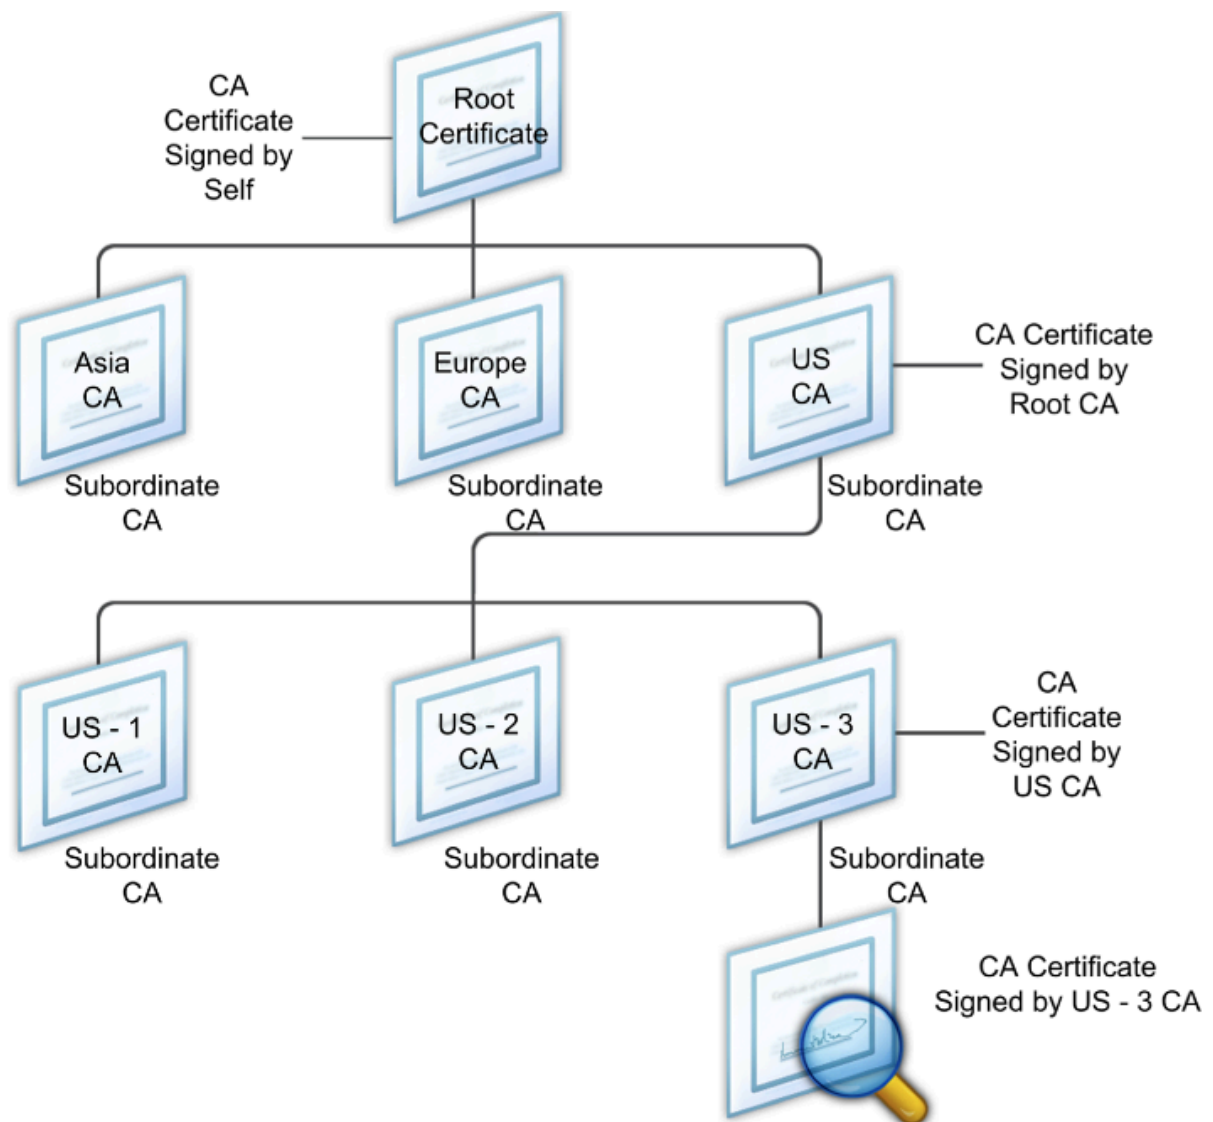 CA
Certificate
Signed by
Self
Root
Certificate
Asia
CA
Europe
CA
US
CA
CA Certificate
Signed by
Root CA
Subordinate
CA
Subordinate
CA
Subordinate
CA
US - 1
CA
US - 2
CA
US - 3
CA
CA
Certificate
Signed by
US CA
Subordinate
CA
Subordinate
CA
Subordinate
CA
CA Certificate
Signed by US - 3 CA